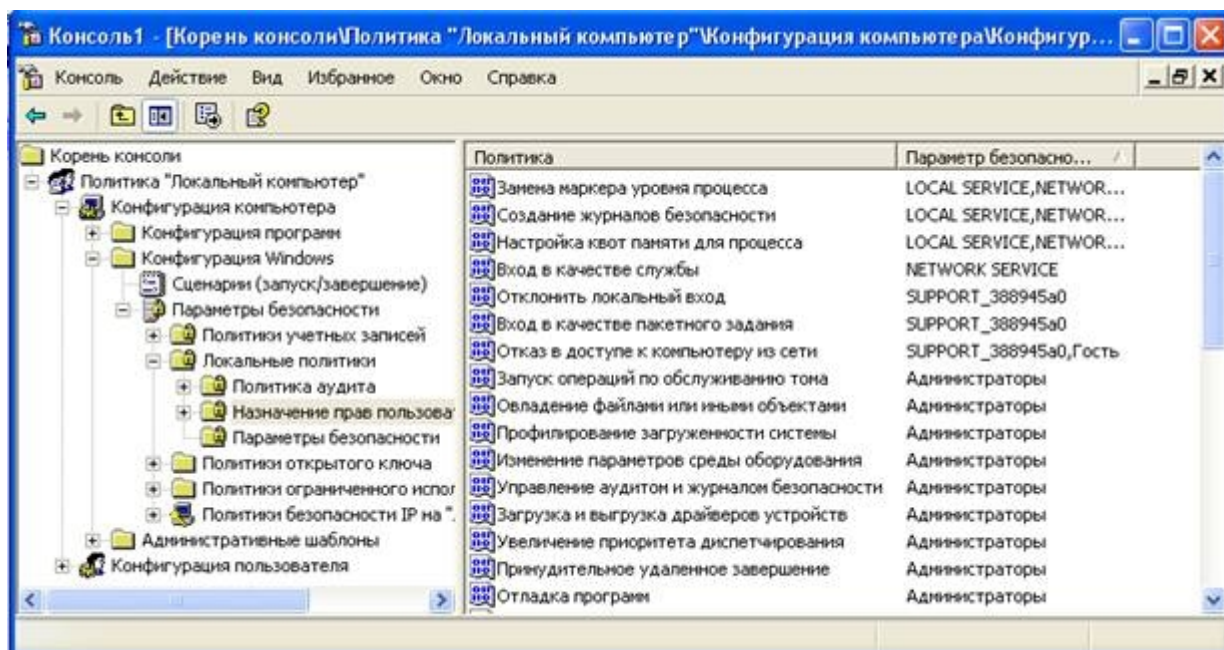 Консоль1 - [Корень консоли\Политика "Локальный компьютер"\Конфигурация компьютера\Конфигур...
Консоль Действие Вид Избранное Окно Справка
Корень консоли
Политика "Локальный компьютер"
Конфигурация компьютера
Конфигурация программ
Конфигурация Windows
Сценарии (запуск/завершение)
Параметры безопасности
Политики учетных записей
Локальные политики
Политика аудита
Назначение прав пользова
Параметры безопасности
Политики открытого ключа
Политики ограниченного испол
Политики безопасности IP на "
Административные шаблоны
Конфигурация пользователя
Политика Параметр безопасно...
Замена маркера уровня процесса LOCAL SERVICE,NETWOR...
Создание журналов безопасности LOCAL SERVICE,NETWOR...
Настройка квот памяти для процесса LOCAL SERVICE,NETWOR...
Вход в качестве службы NETWORK SERVICE
Отклонить локальный вход SUPPORT_388945a0
Вход в качестве пакетного задания SUPPORT_388945a0
Отказ в доступе к компьютеру из сети SUPPORT_388945a0,Гость
Запуск операций по обслуживанию тома Администраторы
Овладение файлами или иными объектами Администраторы
Профилирование загруженности системы Администраторы
Изменение параметров среды оборудования Администраторы
Управление аудитом и журналом безопасности Администраторы
Загрузка и выгрузка драйверов устройств Администраторы
Увеличение приоритета диспетчирования Администраторы
Принудительное удаленное завершение Администраторы
Отладка программ Администраторы